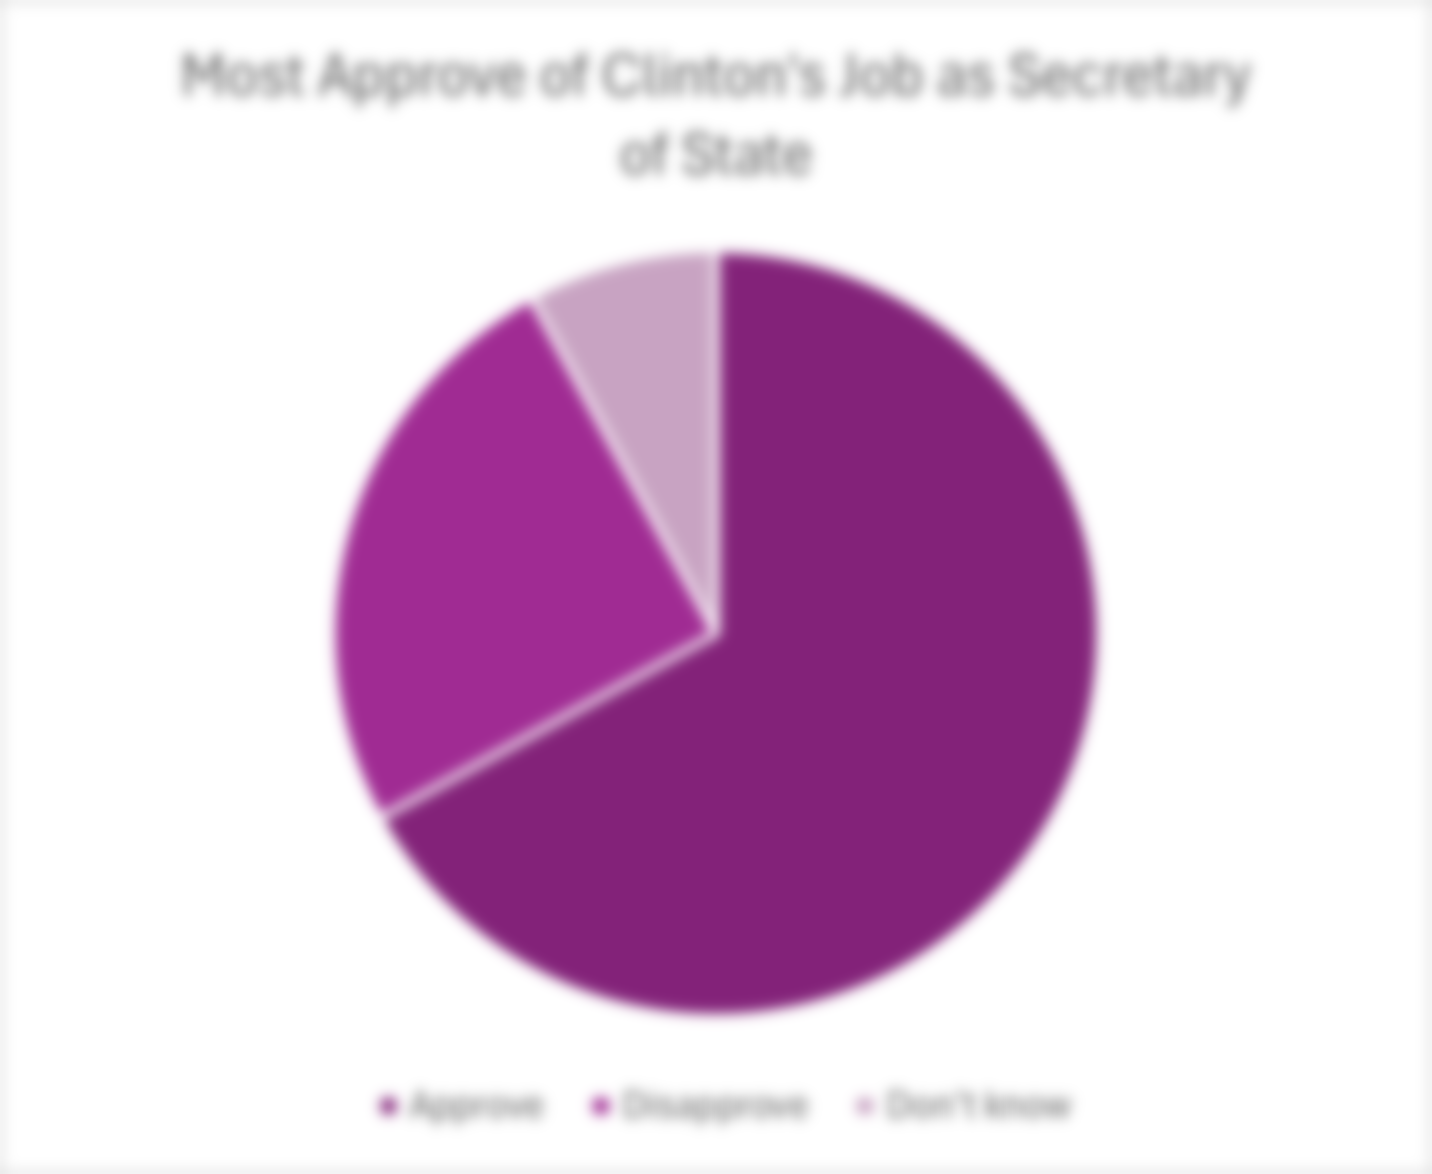 Most Approve of Clinton's Job as Secretary
of State
Approve Disapprove Don't know